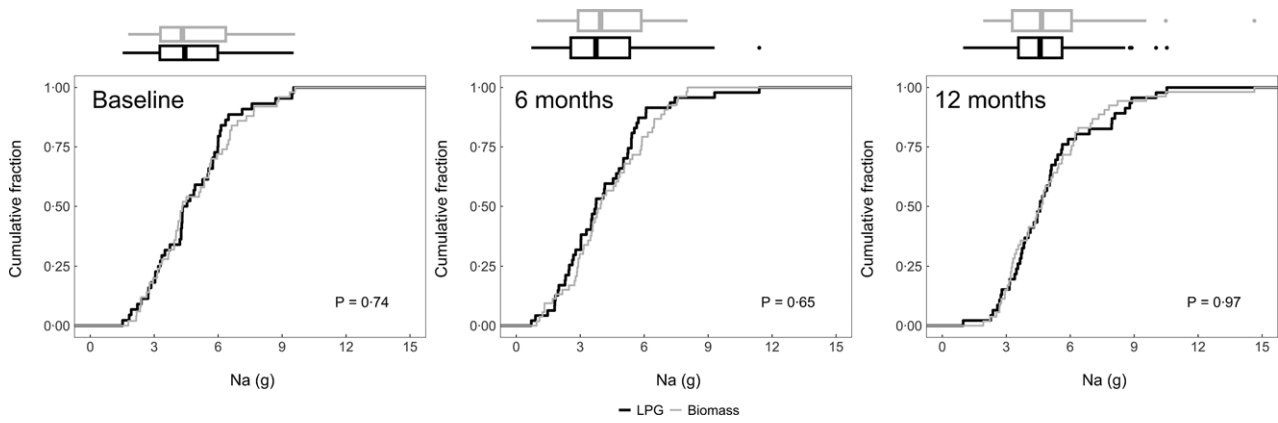 Baseline
6 months
12 months
Cumulative fraction
1·00
0·75
0·50
0·25
0·00
P = 0·74
0 3 6 9 12 15
Na (g)
Cumulative fraction
1·00
0·75
0·50
0·25
0·00
P = 0·65
0 3 6 9 12 15
Na (g)
Cumulative fraction
1·00
0·75
0·50
0·25
0·00
P = 0·97
0 3 6 9 12 15
Na (g)
LPG Biomass